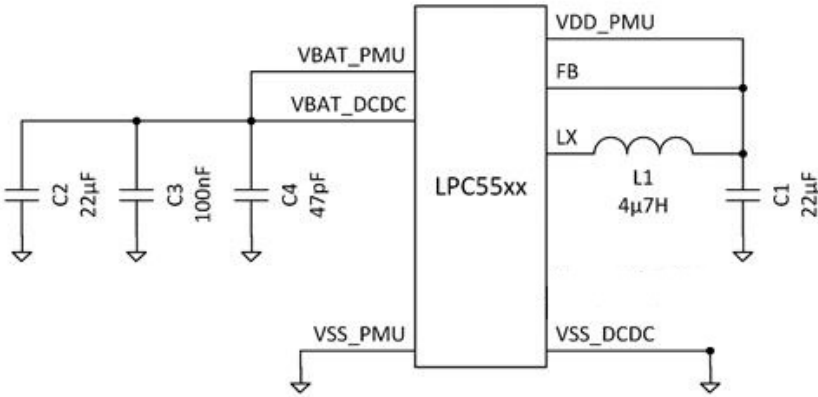 VDD_PMU
VBAT_PMU
FB
VBAT_DCDC
LX
LPC55xx
L1
4µ7H
C2
22µF
C3
100nF
C4
47pF
C1
22µF
VSS_PMU
VSS_DCDC